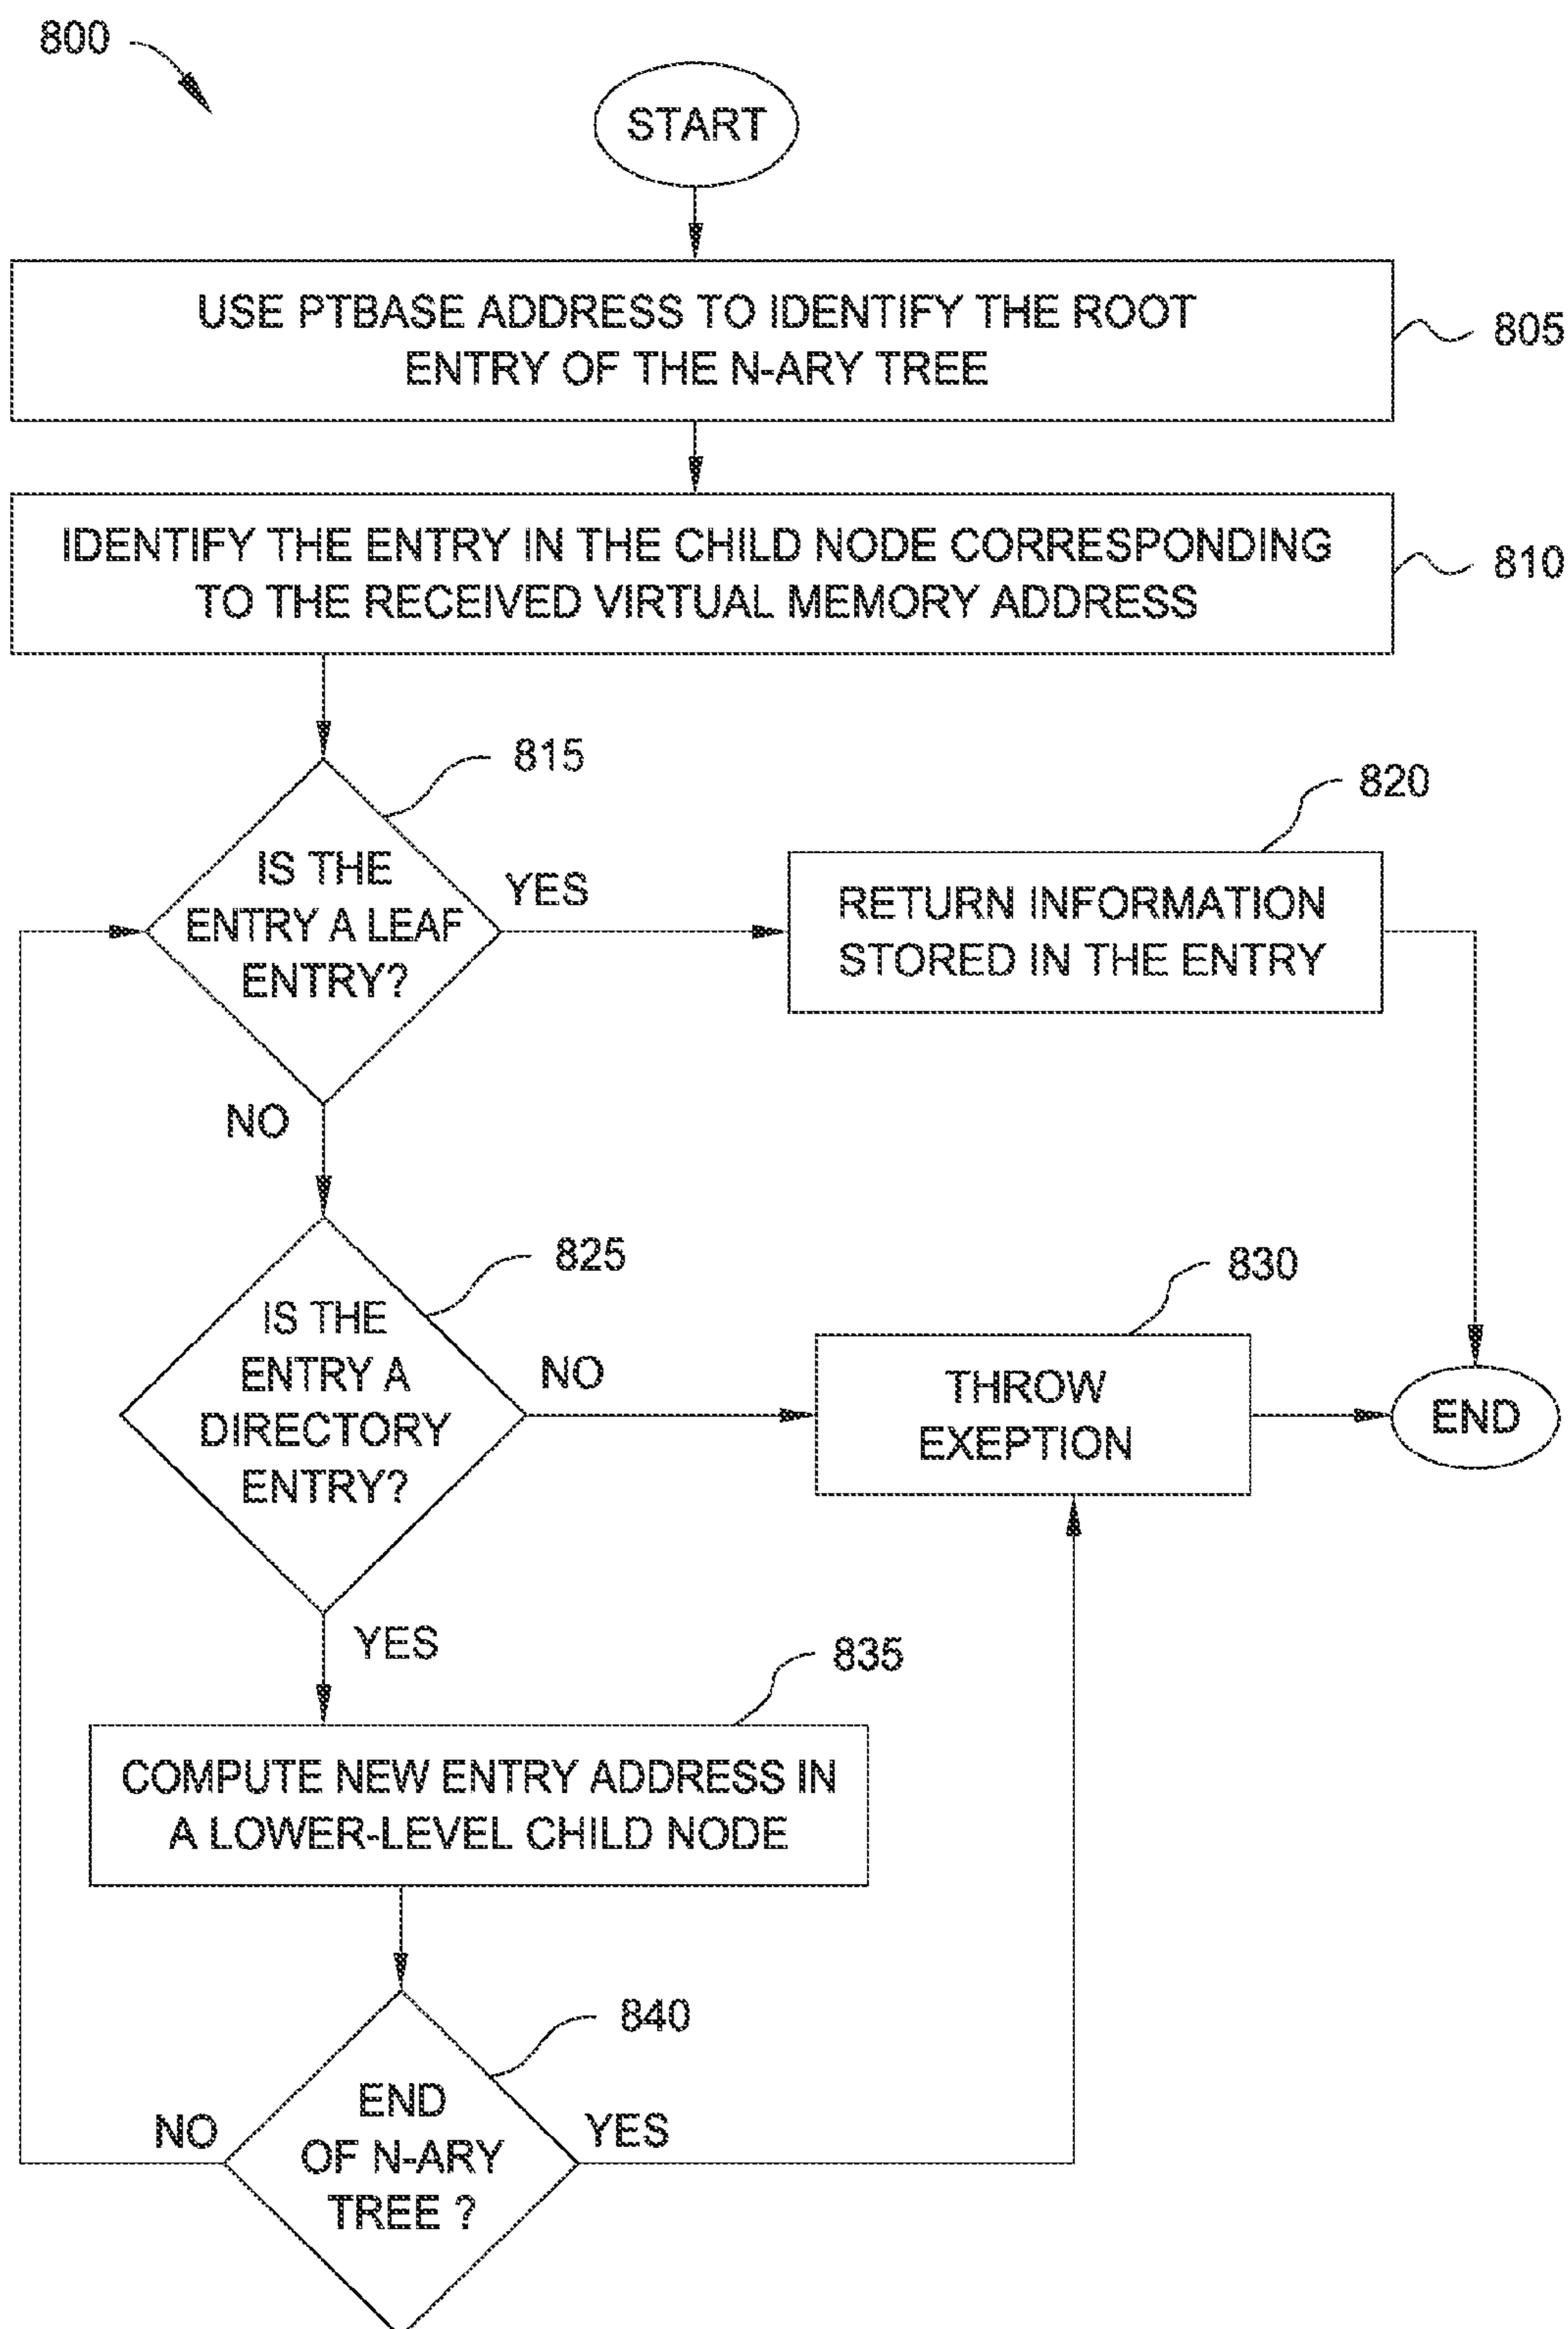 800
START
USE PTBASE ADDRESS TO IDENTIFY THE ROOT
ENTRY OF THE N-ARY TREE
805
IDENTIFY THE ENTRY IN THE CHILD NODE CORRESPONDING
TO THE RECEIVED VIRTUAL MEMORY ADDRESS
810
815
IS THE
ENTRY A LEAF
ENTRY?
YES
NO
820
RETURN INFORMATION
STORED IN THE ENTRY
825
IS THE
ENTRY A
DIRECTORY
ENTRY?
NO
YES
830
THROW
EXEPTION
END
835
COMPUTE NEW ENTRY ADDRESS IN
A LOWER-LEVEL CHILD NODE
840
END
OF N-ARY
TREE ?
NO
YES